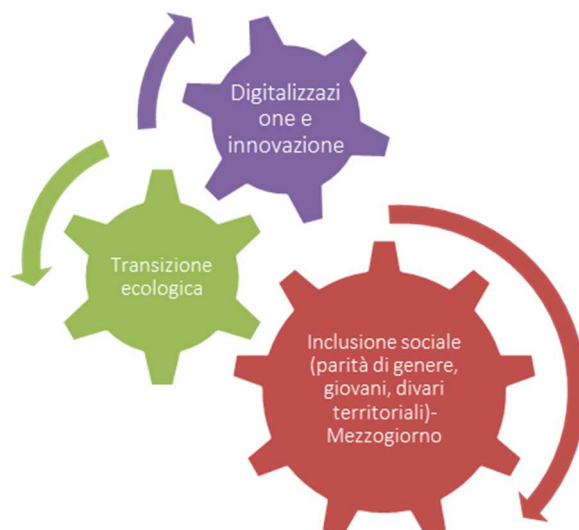 Digitalizzazi
one e
innovazione
Transizione
ecologica
Inclusione sociale
(parità di genere,
giovani, divari
territoriali)-
Mezzogiorno